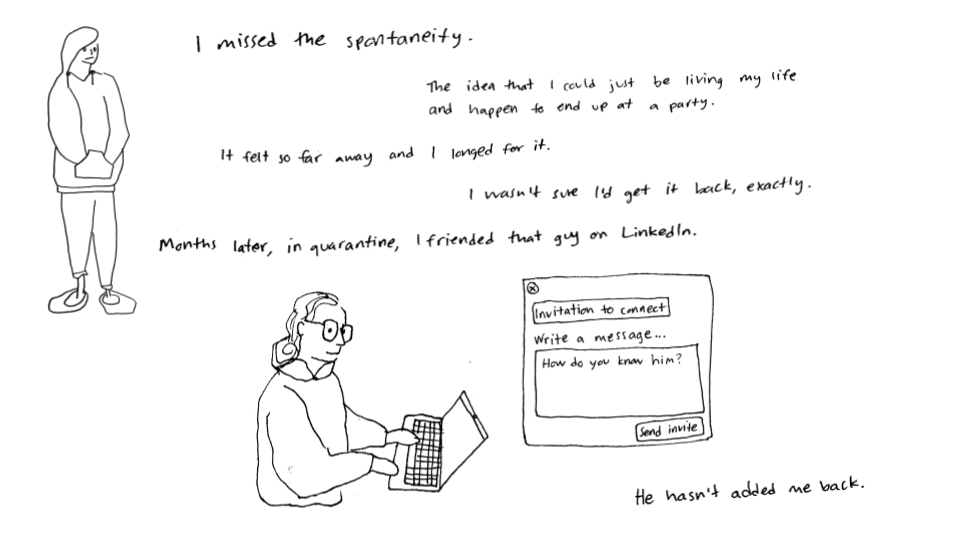 I missed the spontaneity.
The idea that I could just be living my life
and happen to end up at a party.
It felt so far away and I longed for it.
I wasn't sure I'd get it back, exactly.
Months later, in quarantine, I friended that guy on LinkedIn.
Invitation to connect
Write a message...
How do you know him?
Send invite
He hasn't added me back.